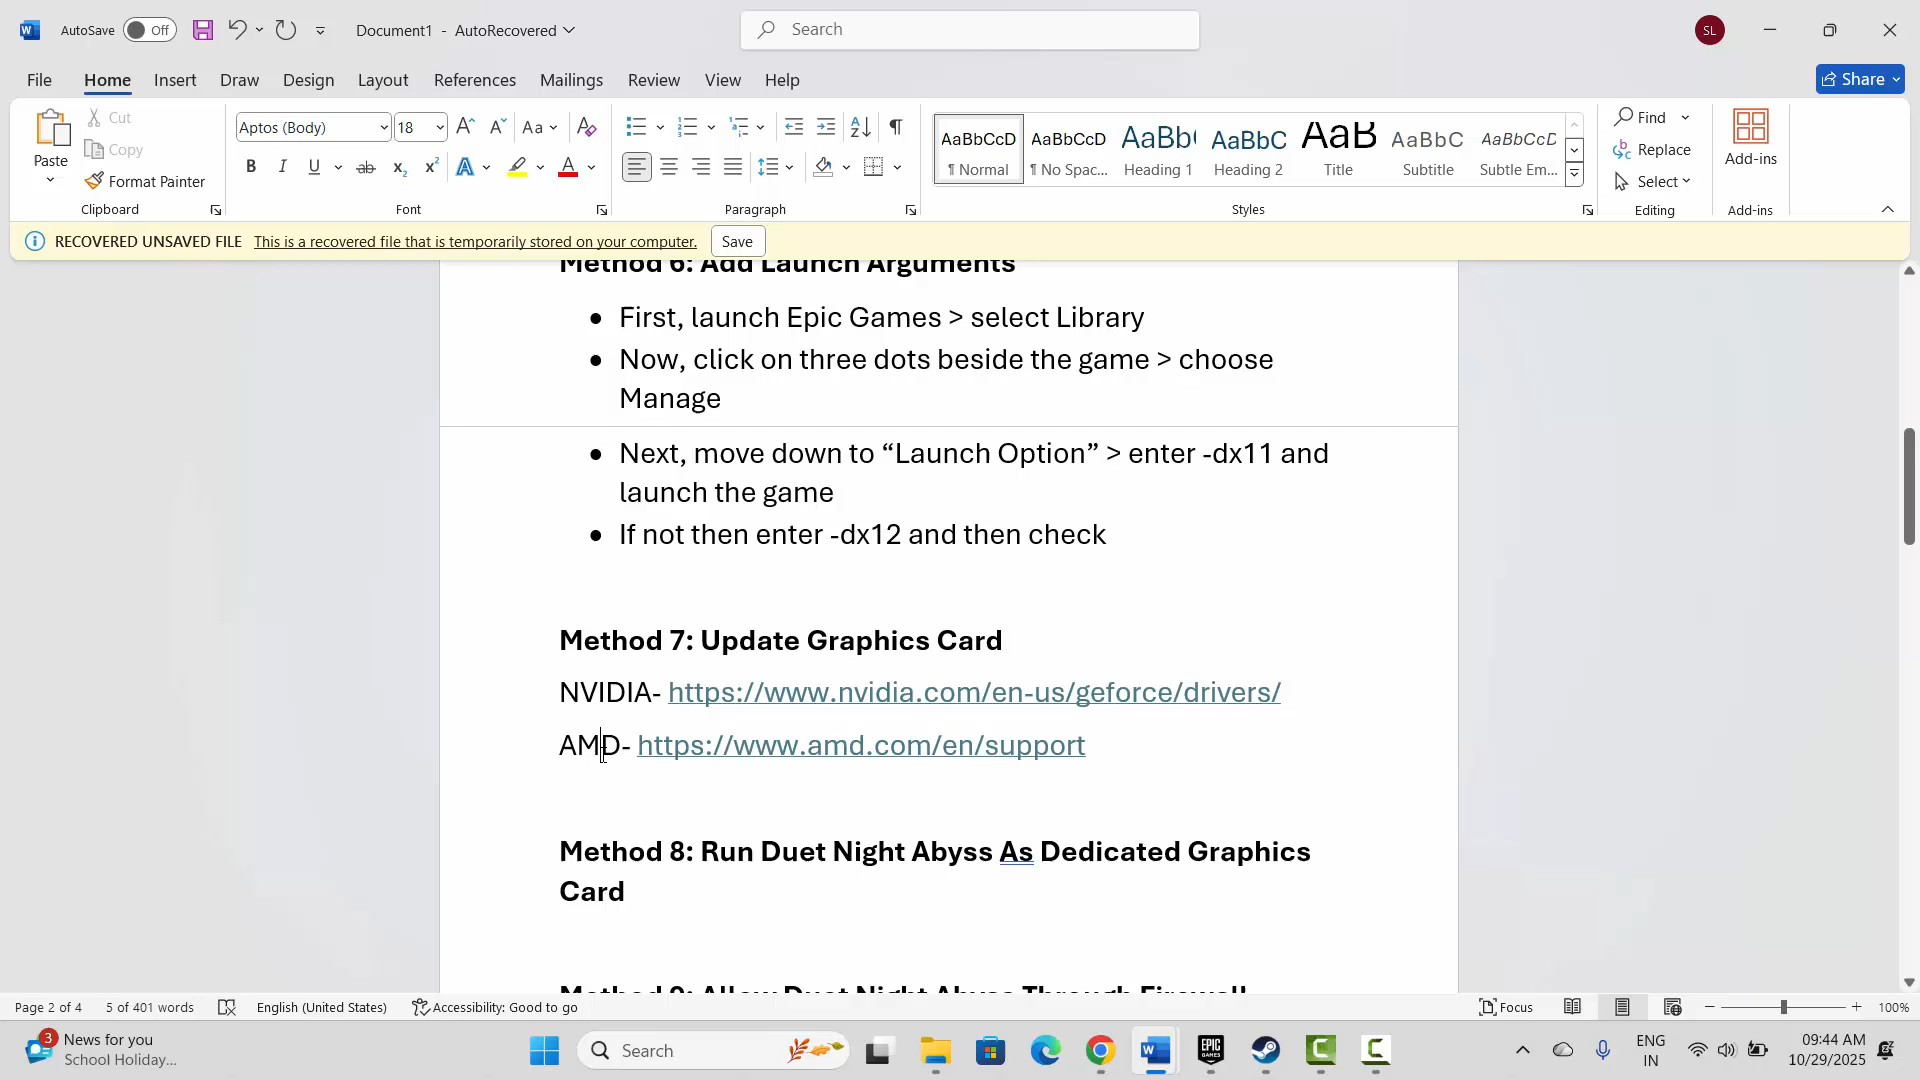 AutoSave Off Document1 - AutoRecovered Search SL
File Home Insert Draw Design Layout References Mailings Review View Help Share
Paste Cut Copy Format Painter Clipboard
Aptos (Body) 18 Aa Font
Paragraph
AaBbCcD AaBbCcD AaBb( AaBbC AaB AaBbC AaBbCcD
¶ Normal ¶ No Spac... Heading 1 Heading 2 Title Subtitle Subtle Em...
Styles
Find Replace Select Editing
Add-ins Add-ins
RECOVERED UNSAVED FILE This is a recovered file that is temporarily stored on your computer. Save
Method 6: Add Launch Arguments
• First, launch Epic Games > select Library
• Now, click on three dots beside the game > choose
Manage
• Next, move down to “Launch Option” > enter -dx11 and
launch the game
• If not then enter -dx12 and then check
Method 7: Update Graphics Card
NVIDIA- https://www.nvidia.com/en-us/geforce/drivers/
AMD- https://www.amd.com/en/support
Method 8: Run Duet Night Abyss As Dedicated Graphics
Card
Method 9: Allow Duet Night Abyss Through Firewall
Page 2 of 4 5 of 401 words English (United States) Accessibility: Good to go Focus 100%
3 News for you
School Holiday...
Search
EPIC GAMES
ENG
IN
09:44 AM
10/29/2025